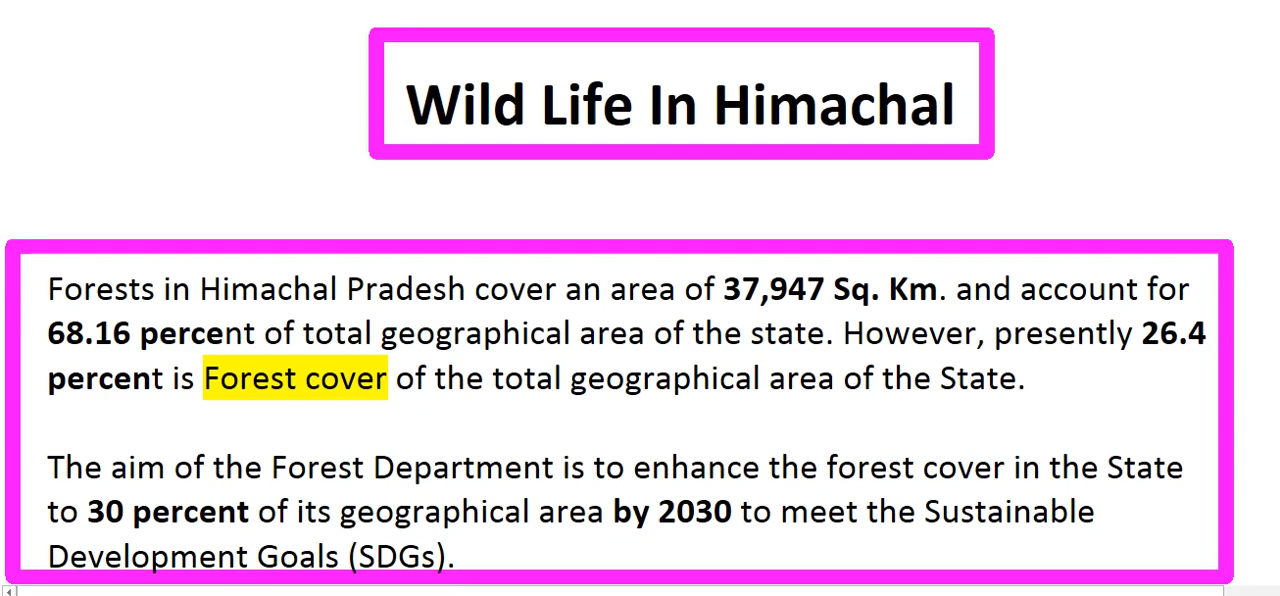 Wild Life In Himachal
Forests in Himachal Pradesh cover an area of 37,947 Sq. Km. and account for
68.16 percent of total geographical area of the state. However, presently 26.4
percent is Forest cover of the total geographical area of the State.
The aim of the Forest Department is to enhance the forest cover in the State
to 30 percent of its geographical area by 2030 to meet the Sustainable
Development Goals (SDGs).